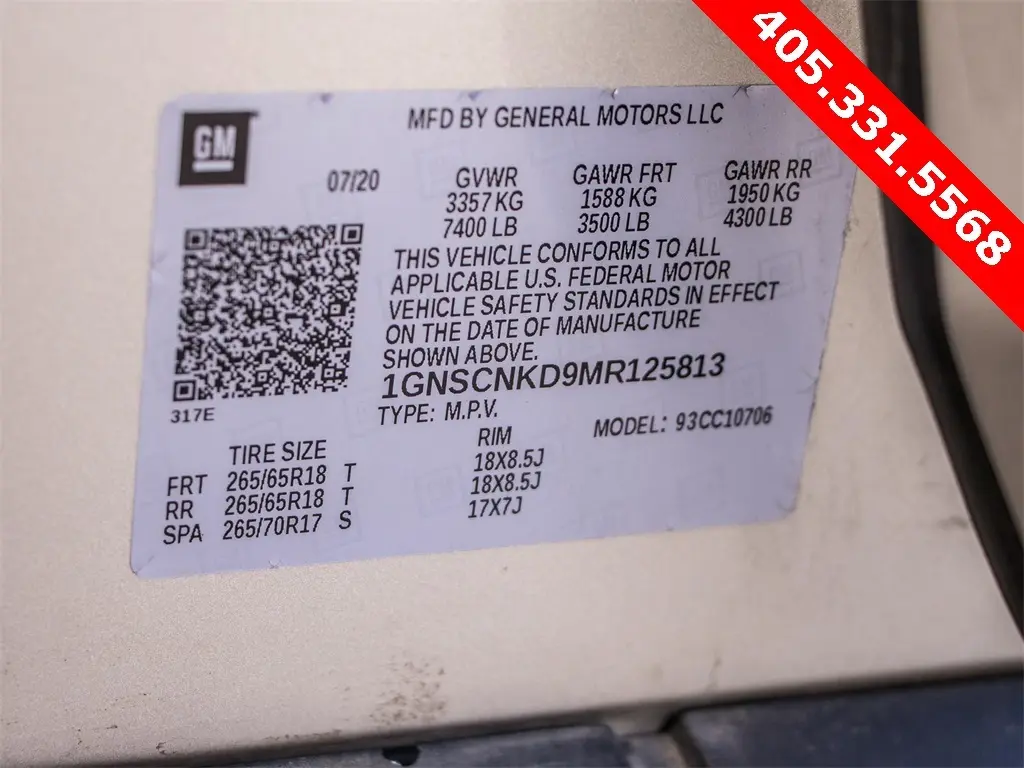 405.331.5568
GM
MFD BY GENERAL MOTORS LLC
07/20 GVWR GAWR FRT GAWR RR
3357 KG 1588 KG 1950 KG
7400 LB 3500 LB 4300 LB
THIS VEHICLE CONFORMS TO ALL
APPLICABLE U.S. FEDERAL MOTOR
VEHICLE SAFETY STANDARDS IN EFFECT
ON THE DATE OF MANUFACTURE
SHOWN ABOVE.
1GNSCNKD9MR125813
317E
TYPE: M.P.V. MODEL: 93CC10706
TIRE SIZE RIM
FRT 265/65R18 T 18X8.5J
RR 265/65R18 T 18X8.5J
SPA 265/70R17 S 17X7J